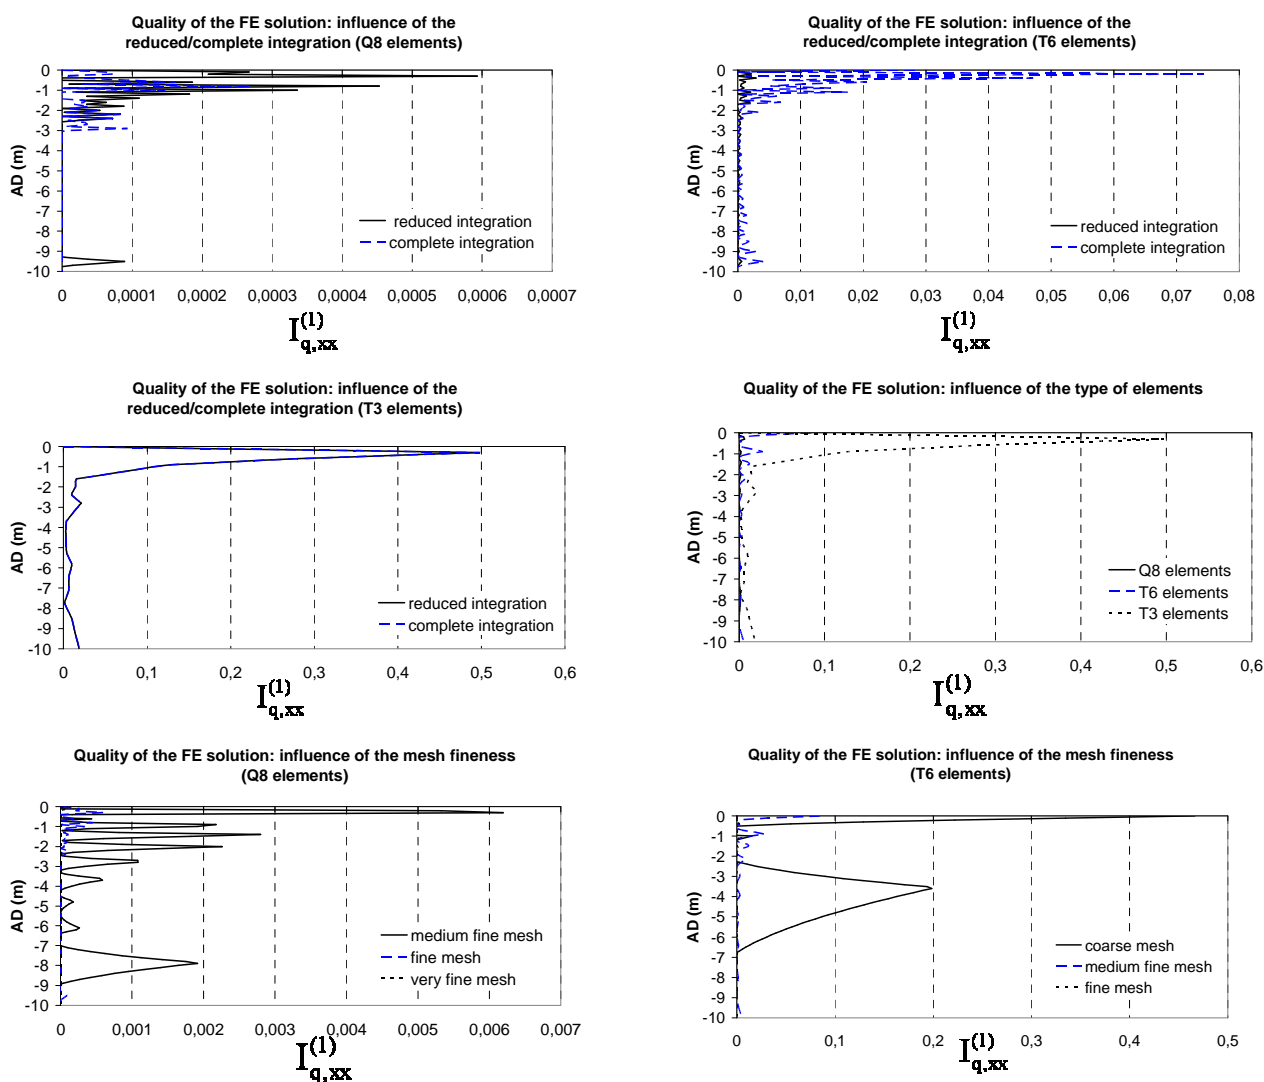 Quality of the FE solution: influence of the
reduced/complete integration (Q8 elements)
0
-1
-2
-3
-4
-5
-6
-7
-8
-9
-10
AD (m)
reduced integration
complete integration
0 0,0001 0,0002 0,0003 0,0004 0,0005 0,0006 0,0007
I(1)q,xx
Quality of the FE solution: influence of the
reduced/complete integration (T6 elements)
0
-1
-2
-3
-4
-5
-6
-7
-8
-9
-10
AD (m)
reduced integration
complete integration
0 0,01 0,02 0,03 0,04 0,05 0,06 0,07 0,08
I(1)q,xx
Quality of the FE solution: influence of the
reduced/complete integration (T3 elements)
0
-1
-2
-3
-4
-5
-6
-7
-8
-9
-10
AD (m)
reduced integration
complete integration
0 0,1 0,2 0,3 0,4 0,5 0,6
I(1)q,xx
Quality of the FE solution: influence of the type of elements
0
-1
-2
-3
-4
-5
-6
-7
-8
-9
-10
AD (m)
Q8 elements
T6 elements
T3 elements
0 0,1 0,2 0,3 0,4 0,5 0,6
I(1)q,xx
Quality of the FE solution: influence of the mesh fineness
(Q8 elements)
0
-1
-2
-3
-4
-5
-6
-7
-8
-9
-10
AD (m)
medium fine mesh
fine mesh
very fine mesh
0 0,001 0,002 0,003 0,004 0,005 0,006 0,007
I(1)q,xx
Quality of the FE solution: influence of the mesh fineness
(T6 elements)
0
-1
-2
-3
-4
-5
-6
-7
-8
-9
-10
AD (m)
coarse mesh
medium fine mesh
fine mesh
0 0,1 0,2 0,3 0,4 0,5
I(1)q,xx